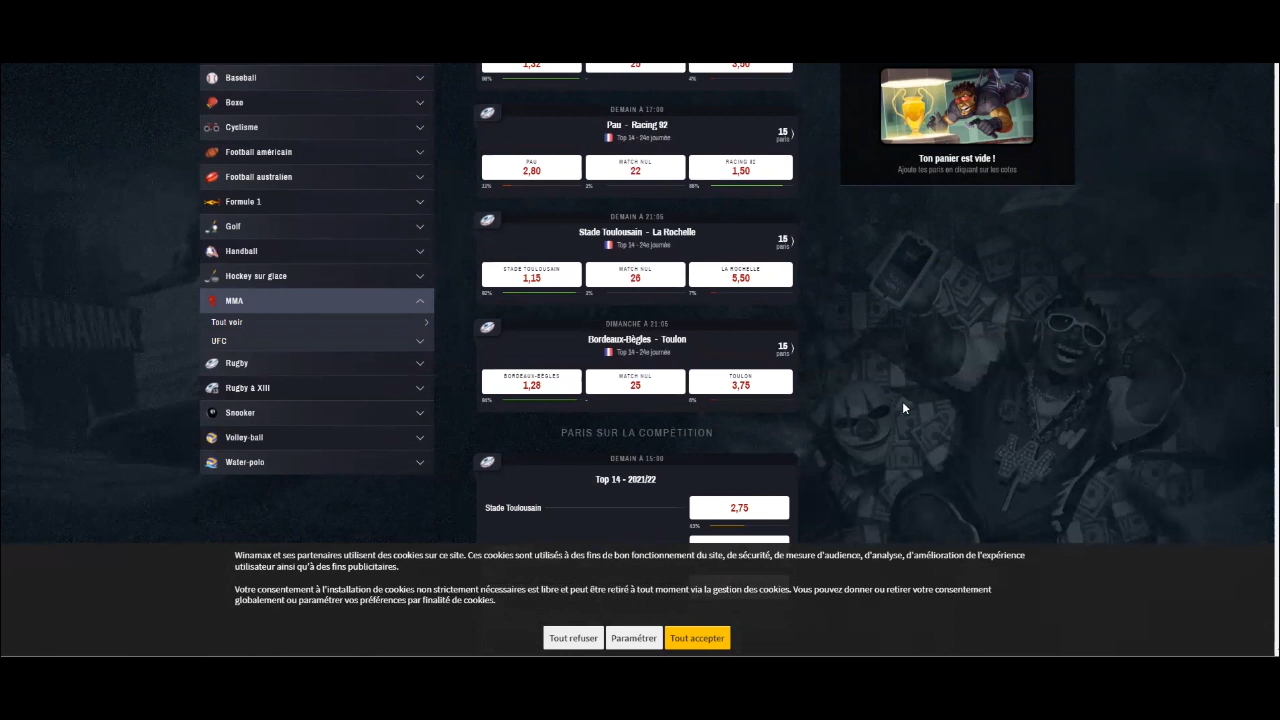 Baseball
Boxe
Cyclisme
Football américain
Football australien
Formule 1
Golf
Handball
Hockey sur glace
MMA
Tout voir
UFC
Rugby
Rugby à XIII
Snooker
Volley-ball
Water-polo
1,32 25 3,50
96% - 4%
DEMAIN À 17:00
Pau - Racing 92
Top 14 - 24e journée
15
paris
PAU MATCH NUL RACING 92
2,80 22 1,50
DEMAIN À 21:05
Stade Toulousain - La Rochelle
Top 14 - 24e journée
15
paris
STADE TOULOUSAIN MATCH NUL LA ROCHELLE
1,15 26 5,50
DIMANCHE À 21:05
Bordeaux-Bègles - Toulon
Top 14 - 24e journée
15
paris
BORDEAUX-BÈGLES MATCH NUL TOULON
1,28 25 3,75
PARIS SUR LA COMPÉTITION
DEMAIN À 15:00
Top 14 - 2021/22
Stade Toulousain 2,75
Ton panier est vide !
Ajoute tes paris en cliquant sur les cotes
WINAMAX
Winamax et ses partenaires utilisent des cookies sur ce site. Ces cookies sont utilisés à des fins de bon fonctionnement du site, de sécurité, de mesure d'audience, d'analyse, d'amélioration de l'expérience
utilisateur ainsi qu'à des fins publicitaires.
Votre consentement à l'installation de cookies non strictement nécessaires est libre et peut être retiré à tout moment via la gestion des cookies. Vous pouvez donner ou retirer votre consentement
globalement ou paramétrer vos préférences par finalité de cookies.
Tout refuser Paramétrer Tout accepter